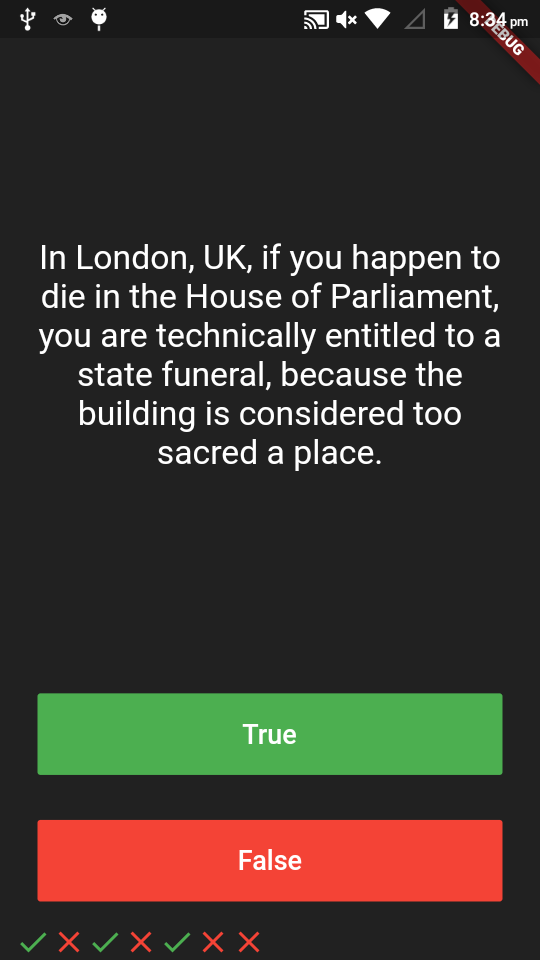 8:34 pm
DEBUG
In London, UK, if you happen to
die in the House of Parliament,
you are technically entitled to a
state funeral, because the
building is considered too
sacred a place.
True
False